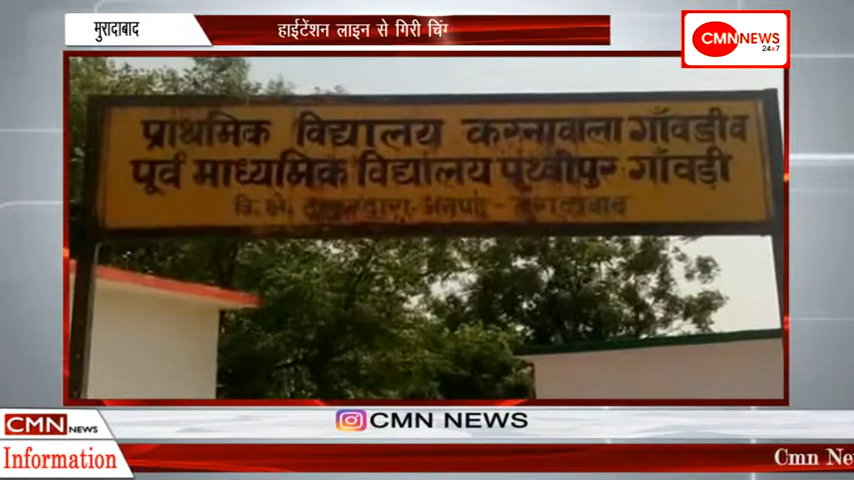 मुरादाबाद
हाईटेंशन लाइन से गिरी चिंग
CMN NEWS
24x7
प्राथमिक विद्यालय करनावाला गाँवडी व
पूर्व माध्यमिक विद्यालय पृथ्वीपुर गाँवड़ी
वि. क्षे.
CMN NEWS
CMN NEWS
Information
Cmn Ne